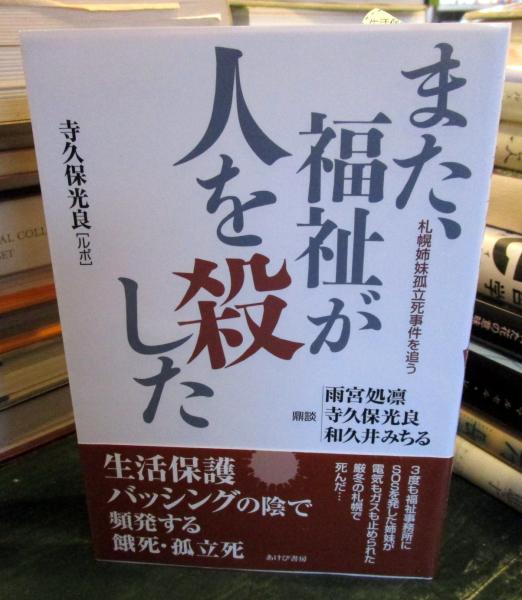 また、
福祉が
人を殺
した
札幌姉妹孤立死事件を追う
寺久保光良[ルポ]
鼎談
雨宮処凛
寺久保光良
和久井みちる
生活保護
バッシングの陰で
頻発する
餓死・孤立死
3度も福祉事務所に
SOSを発した姉妹が
電気もガスも止められた
厳冬の札幌で
死んだ…
あけび書房